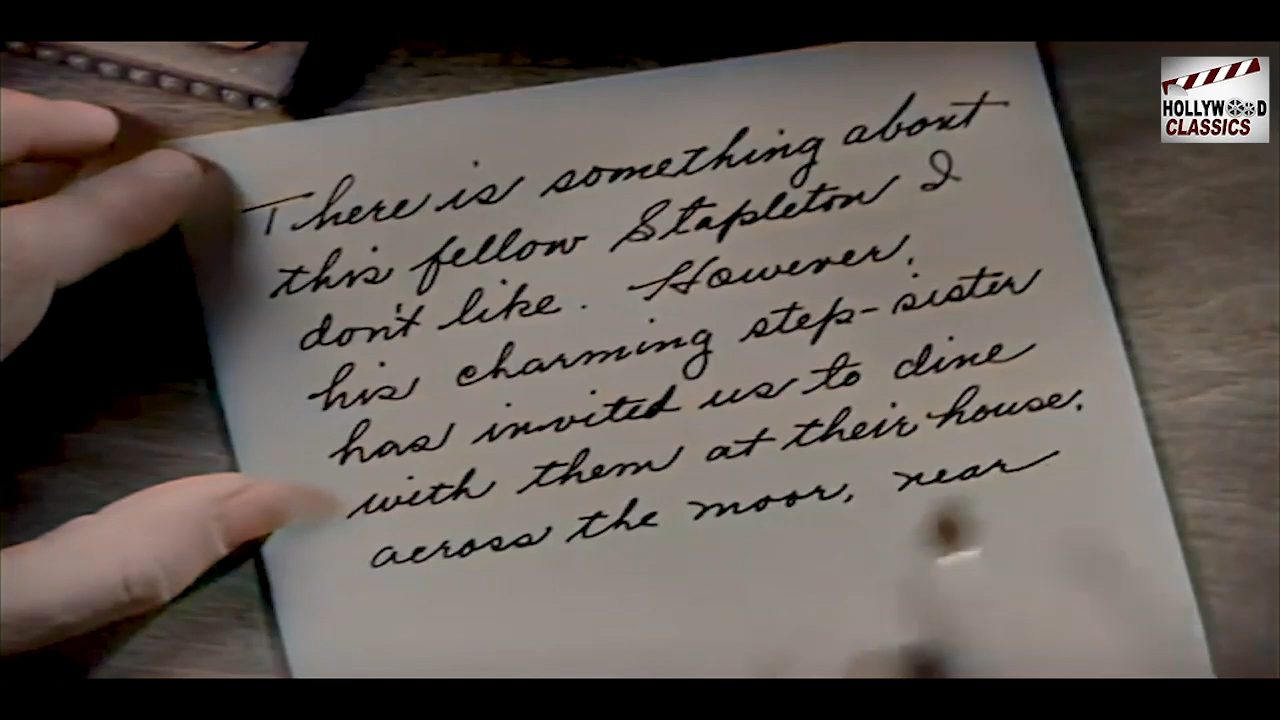 There is something about
this fellow Stapleton I
don't like. However,
his charming step-sister
has invited us to dine
with them at their house,
across the moor, near
HOLLYWOOD
CLASSICS